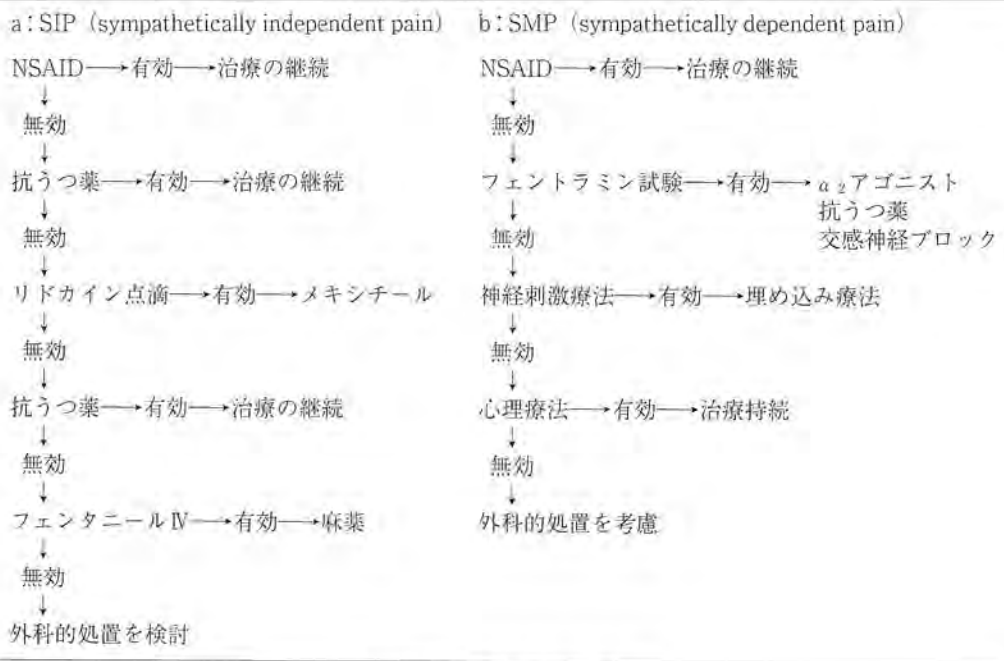 a：SIP（sympathetically independent pain）
NSAID→有効→治療の継続
↓
無効
↓
抗うつ薬→有効→治療の継続
↓
無効
↓
リドカイン点滴→有効→メキシチール
↓
無効
↓
抗うつ薬→有効→治療の継続
↓
無効
↓
フェンタニールⅣ→有効→麻薬
↓
無効
↓
外科的処置を検討
b：SMP（sympathetically dependent pain）
NSAID→有効→治療の継続
↓
無効
↓
フェントラミン試験→有効→α₂アゴニスト
抗うつ薬
交感神経ブロック
↓
無効
↓
神経刺激療法→有効→埋め込み療法
↓
無効
↓
心理療法→有効→治療持続
↓
無効
↓
外科的処置を考慮